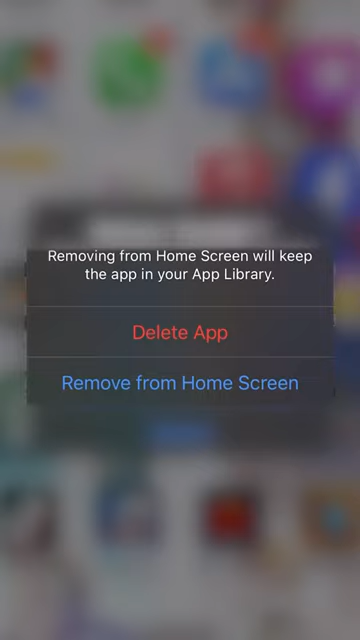 Removing from Home Screen will keep
the app in your App Library.
Delete App
Remove from Home Screen